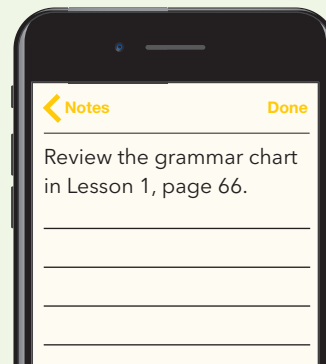 Notes Done
Review the grammar chart
in Lesson 1, page 66.